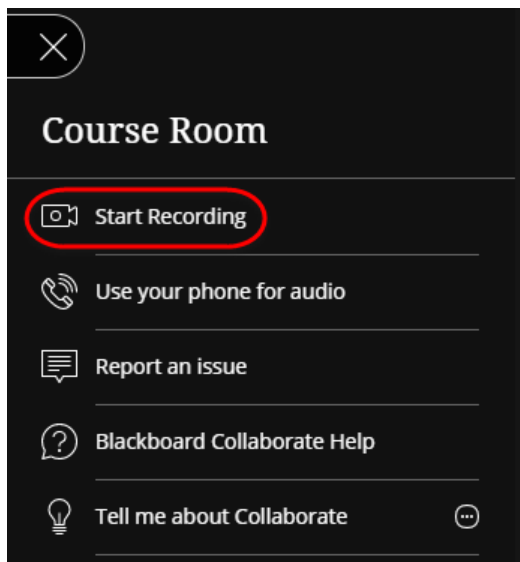 Course Room
Start Recording
Use your phone for audio
Report an issue
Blackboard Collaborate Help
Tell me about Collaborate